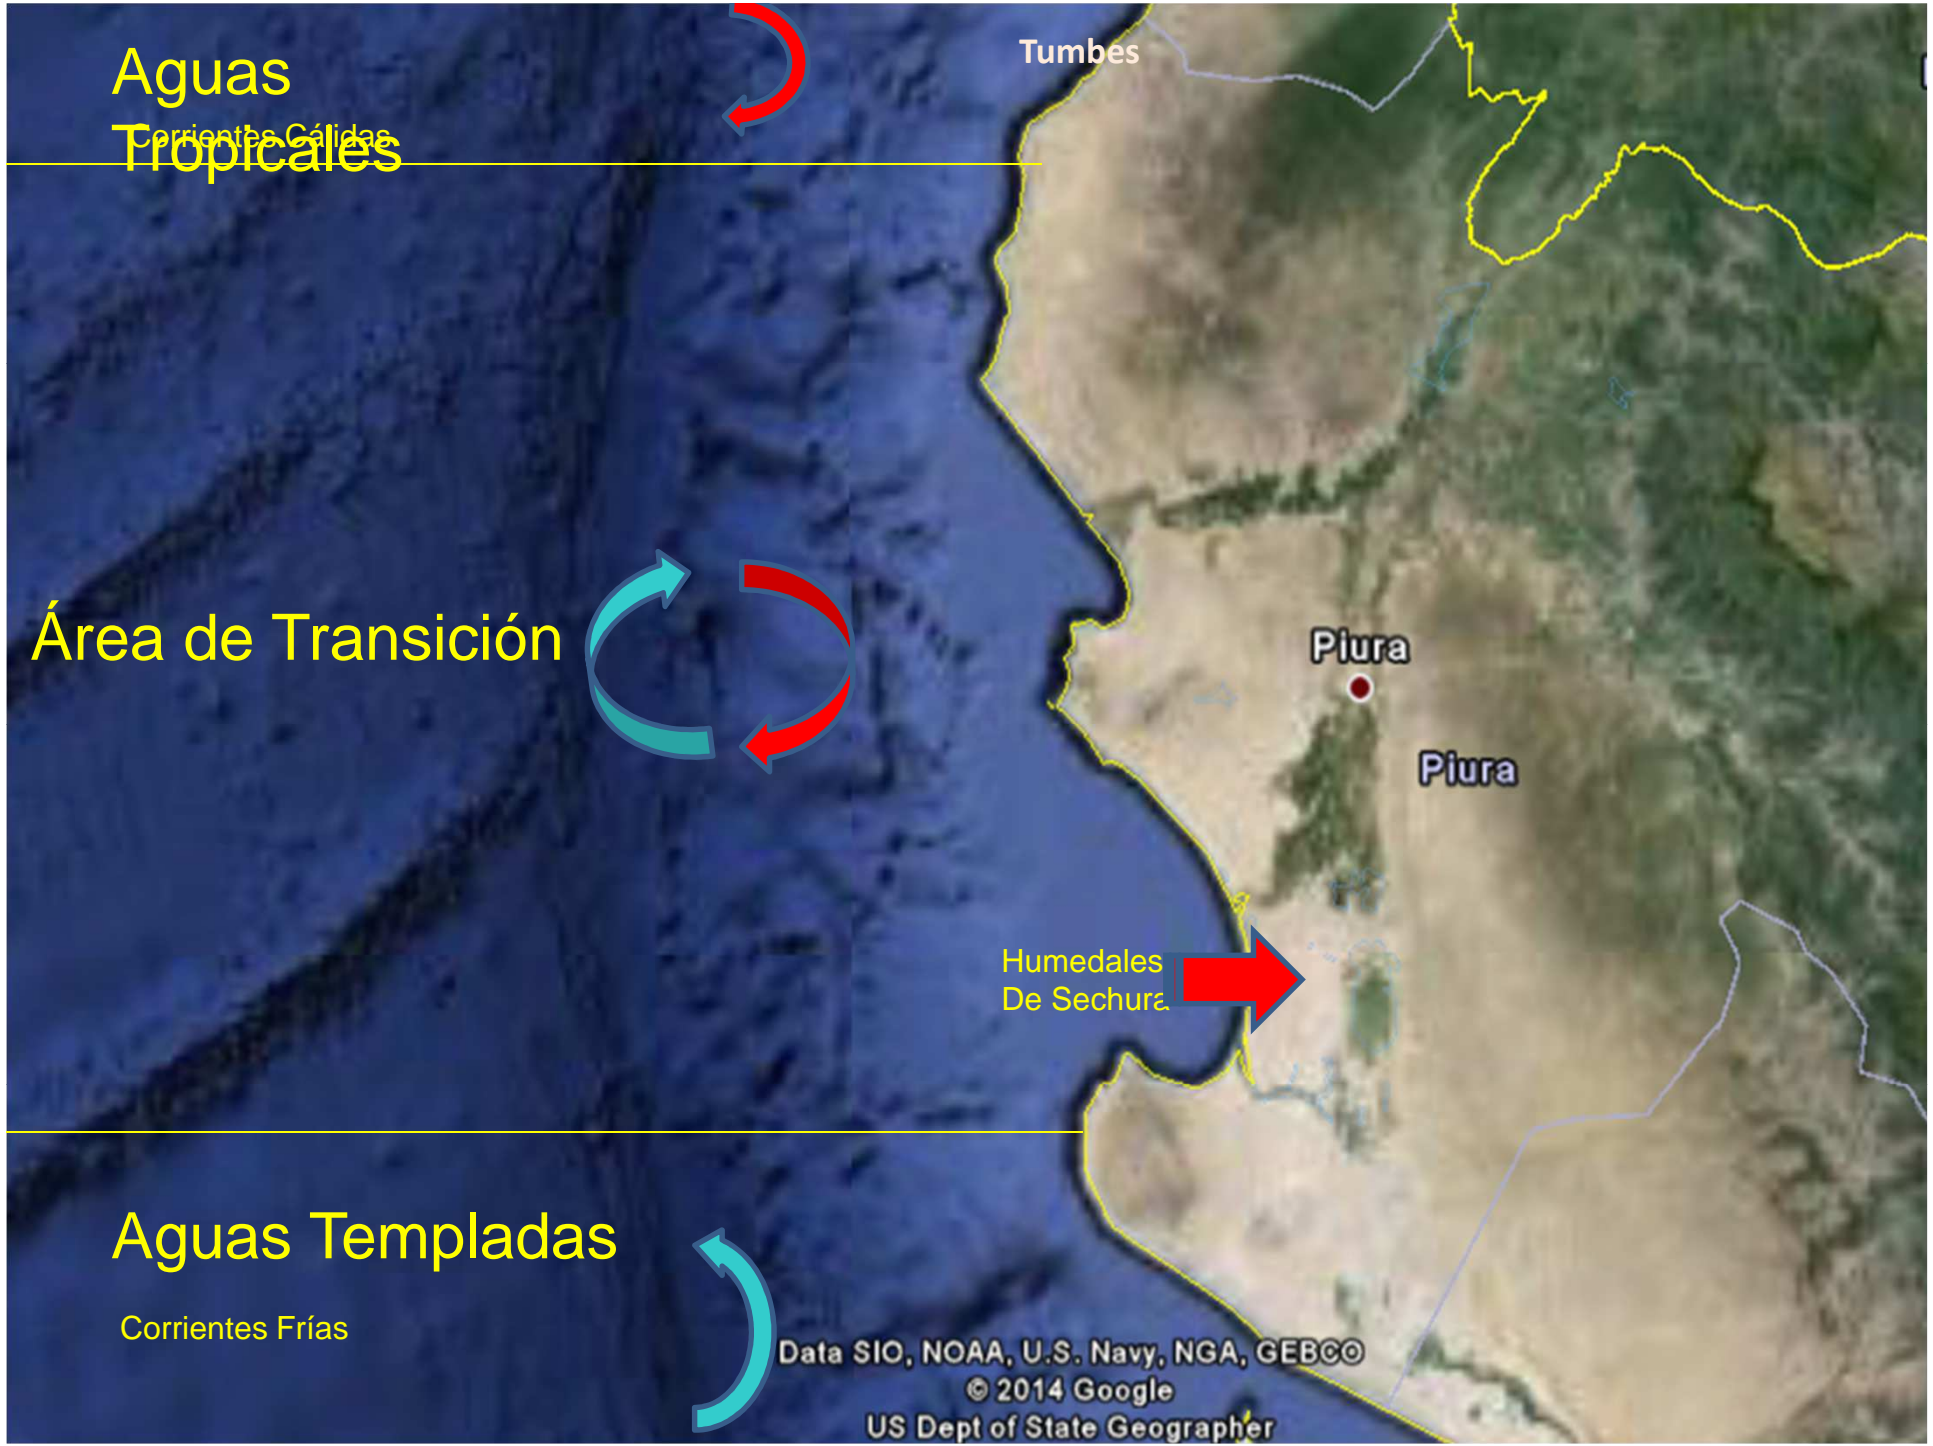 Aguas
Tropicales
Corrientes Cálidas
Tumbes
Área de Transición
Piura
Piura
Humedales
De Sechura
Aguas Templadas
Corrientes Frías
Data SIO, NOAA, U.S. Navy, NGA, GEBCO
© 2014 Google
US Dept of State Geographer